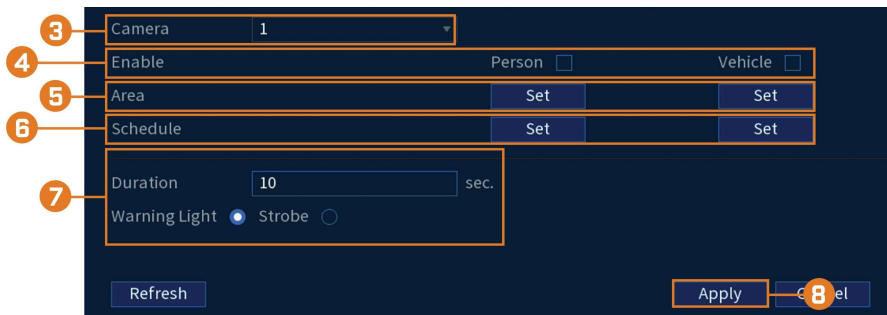 3 Camera 1
4 Enable Person Vehicle
5 Area Set Set
6 Schedule Set Set
7
Duration 10 sec.
Warning Light Strobe
Refresh Apply 8